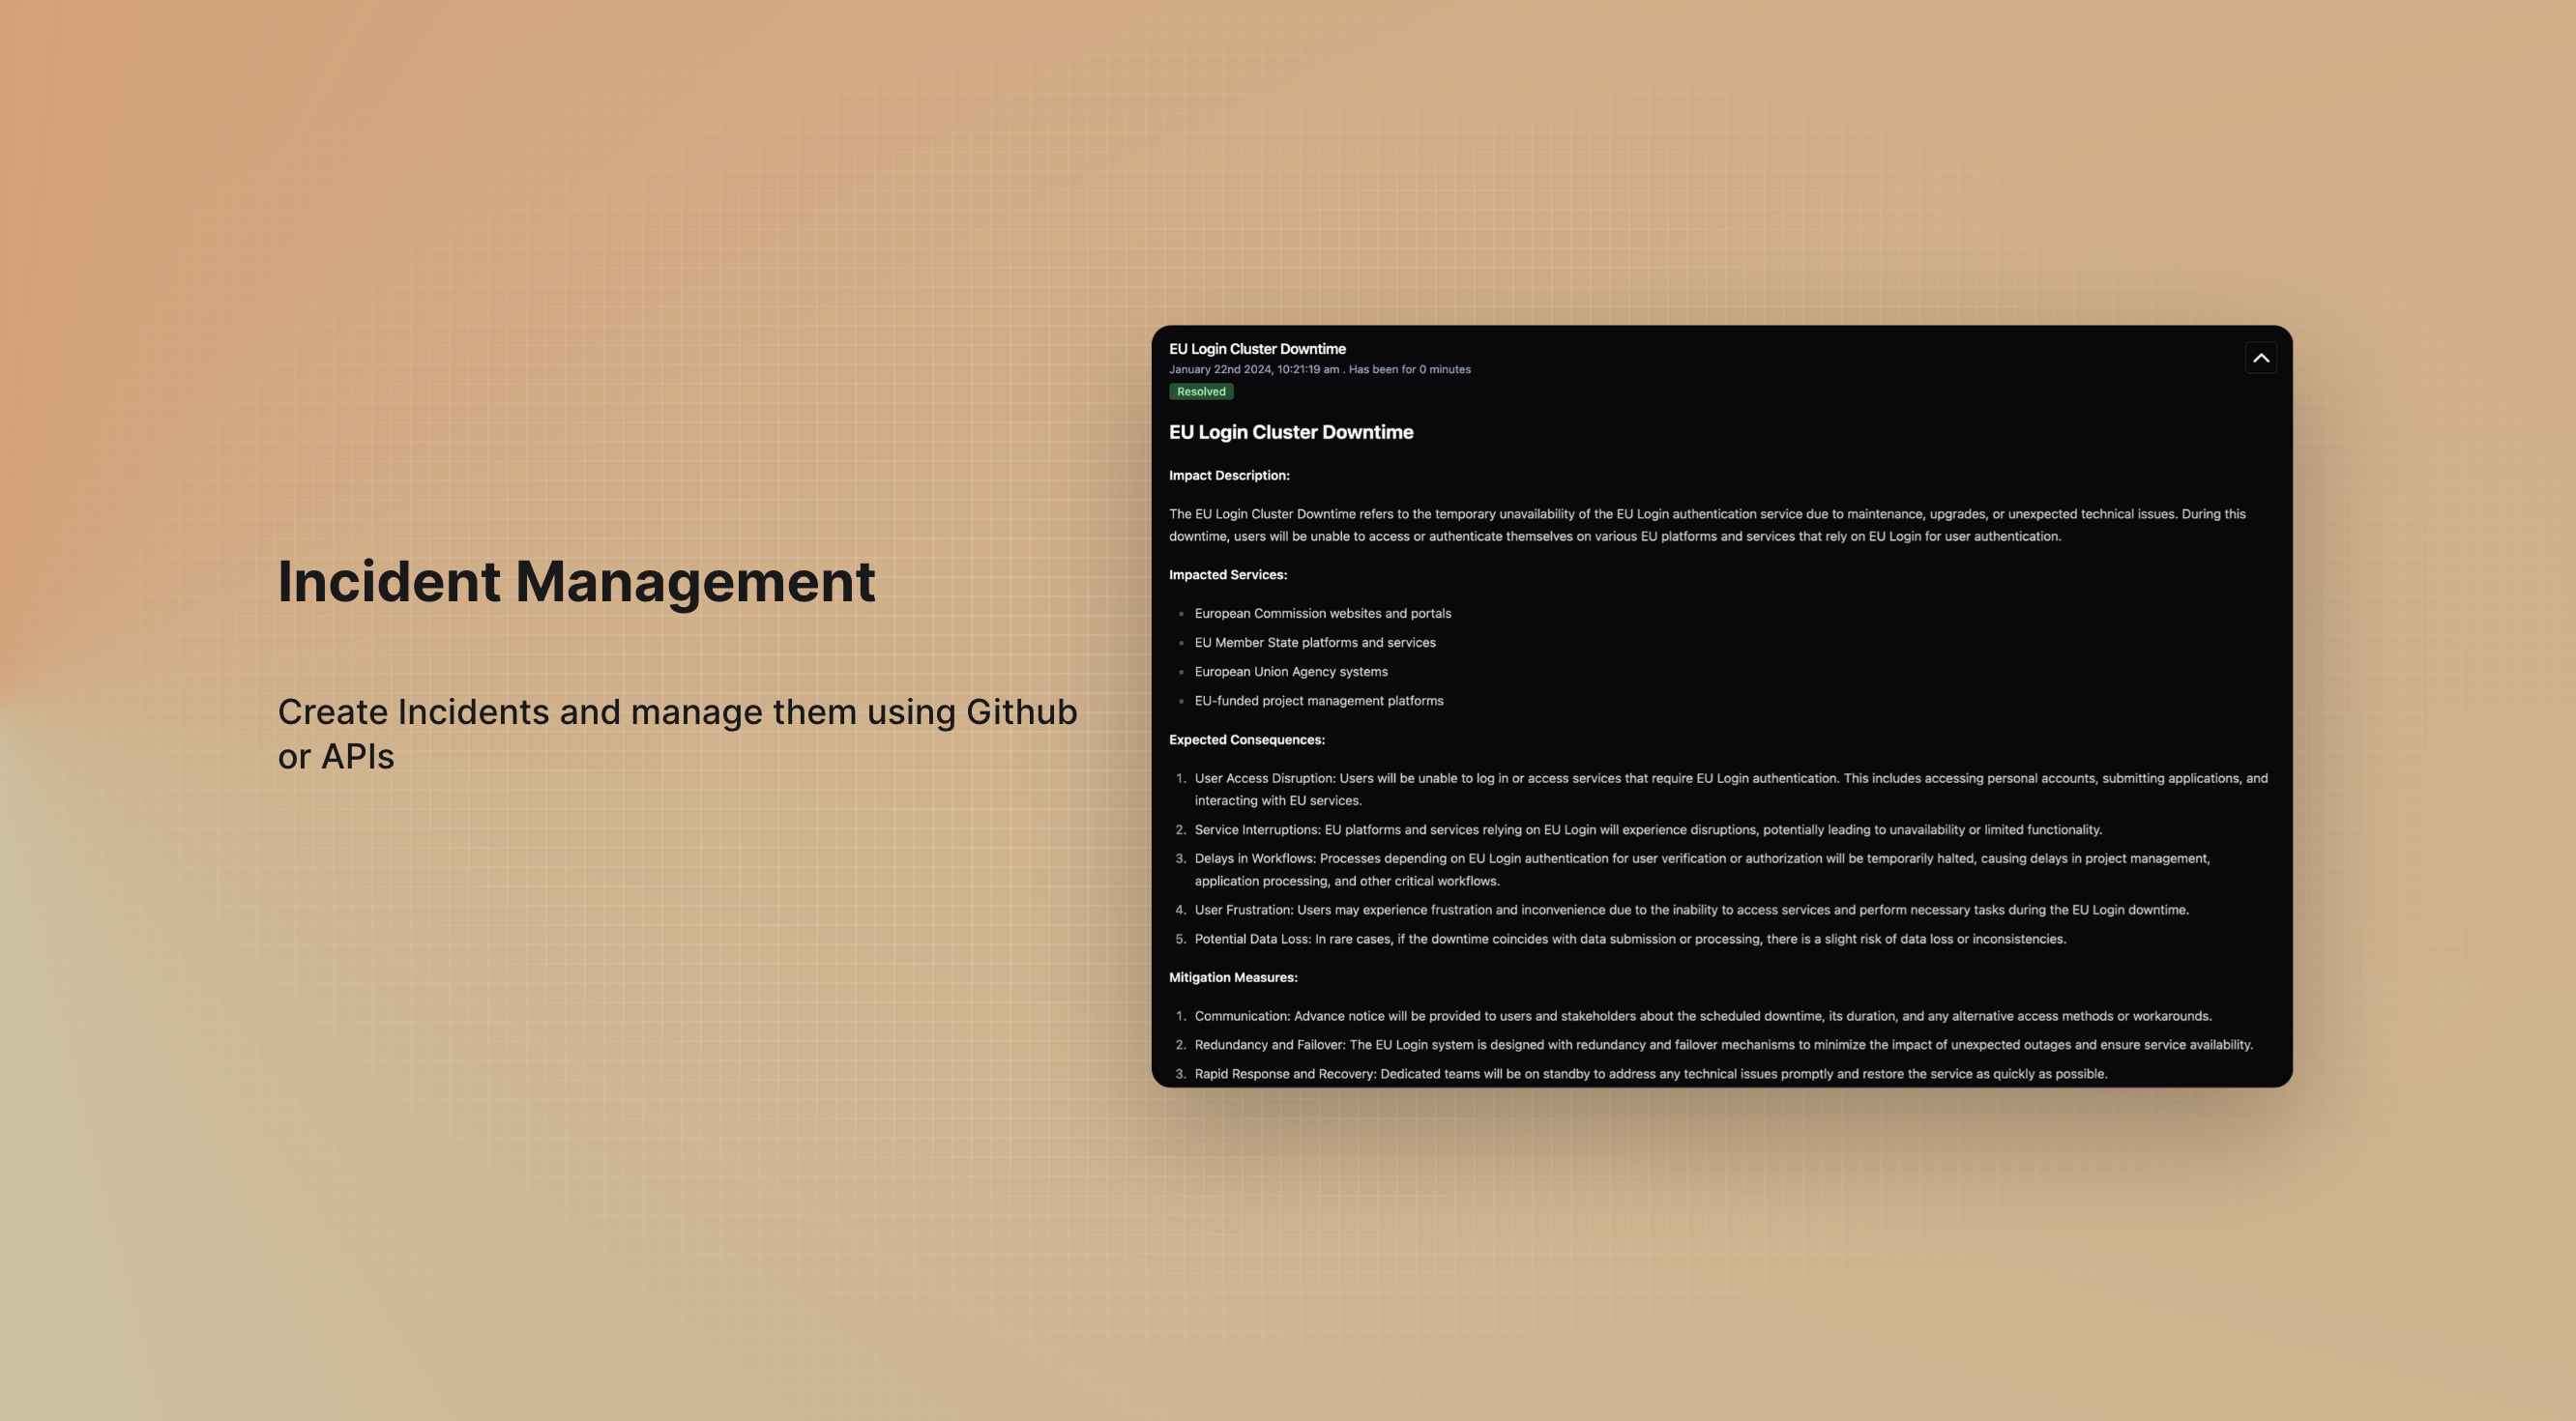 Incident Management
Create Incidents and manage them using Github
or APIs
EU Login Cluster Downtime
January 22nd 2024, 10:21:19 am . Has been for 0 minutes
Resolved
EU Login Cluster Downtime
Impact Description:
The EU Login Cluster Downtime refers to the temporary unavailability of the EU Login authentication service due to maintenance, upgrades, or unexpected technical issues. During this
downtime, users will be unable to access or authenticate themselves on various EU platforms and services that rely on EU Login for user authentication.
Impacted Services:
• European Commission websites and portals
• EU Member State platforms and services
• European Union Agency systems
• EU-funded project management platforms
Expected Consequences:
1. User Access Disruption: Users will be unable to log in or access services that require EU Login authentication. This includes accessing personal accounts, submitting applications, and
interacting with EU services.
2. Service Interruptions: EU platforms and services relying on EU Login will experience disruptions, potentially leading to unavailability or limited functionality.
3. Delays in Workflows: Processes depending on EU Login authentication for user verification or authorization will be temporarily halted, causing delays in project management,
application processing, and other critical workflows.
4. User Frustration: Users may experience frustration and inconvenience due to the inability to access services and perform necessary tasks during the EU Login downtime.
5. Potential Data Loss: In rare cases, if the downtime coincides with data submission or processing, there is a slight risk of data loss or inconsistencies.
Mitigation Measures:
1. Communication: Advance notice will be provided to users and stakeholders about the scheduled downtime, its duration, and any alternative access methods or workarounds.
2. Redundancy and Failover: The EU Login system is designed with redundancy and failover mechanisms to minimize the impact of unexpected outages and ensure service availability.
3. Rapid Response and Recovery: Dedicated teams will be on standby to address any technical issues promptly and restore the service as quickly as possible.